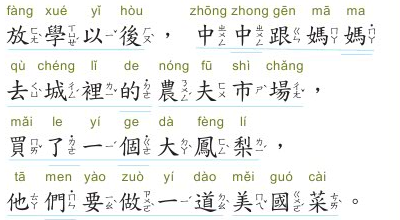 fàng xué yǐ hòu zhōng zhong gēn mā ma
放學以後，中中跟媽媽
qù chéng lǐ de nóng fū shì chǎng
去城裡的農夫市場，
mǎi le yí ge dà fèng lí
買了一個大鳳梨，
tā men yào zuò yí dào měi guó cài
他們要做一道美國菜。